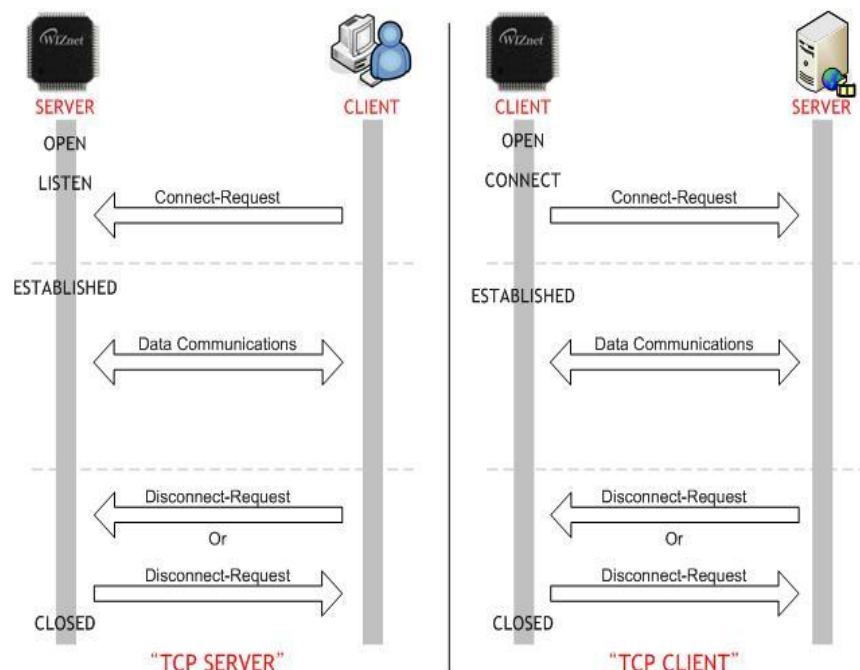 WIZnet
SERVER
CLIENT
OPEN
LISTEN
Connect-Request
ESTABLISHED
Data Communications
Disconnect-Request
Or
Disconnect-Request
CLOSED
"TCP SERVER"
WIZnet
CLIENT
SERVER
OPEN
CONNECT
Connect-Request
ESTABLISHED
Data Communications
Disconnect-Request
Or
Disconnect-Request
CLOSED
"TCP CLIENT"